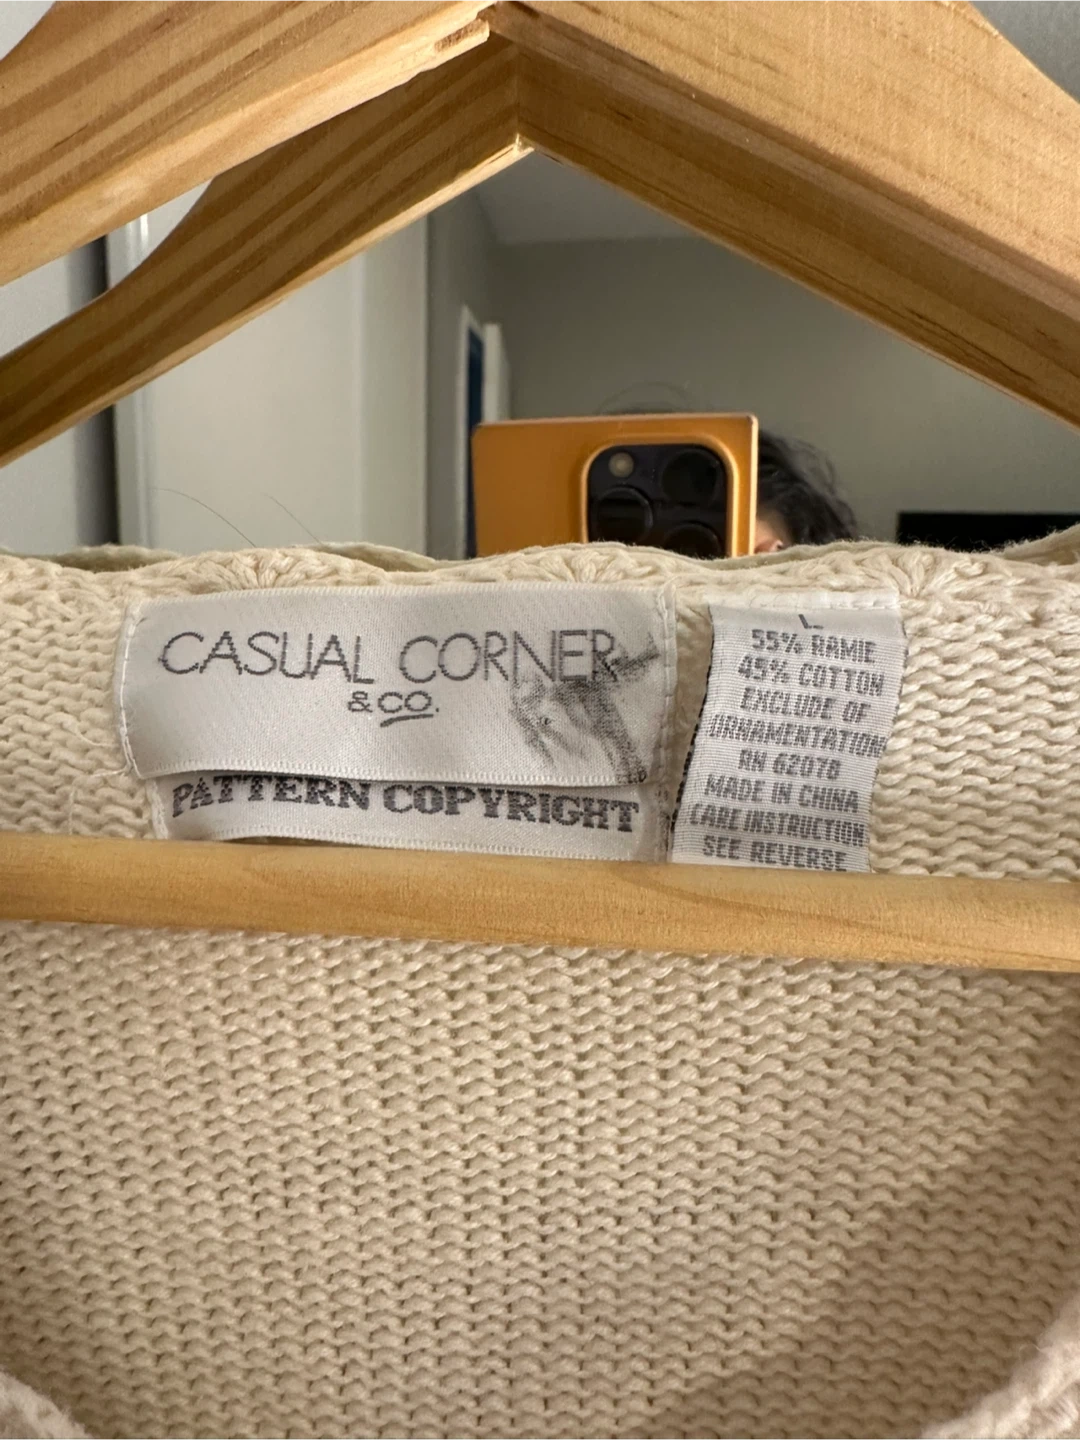 CASUAL CORNER
& CO.
PATTERN COPYRIGHT
L
55% RAMIE
45% COTTON
EXCLUDE OF
ORNAMENTATION
RN 62078
MADE IN CHINA
CARE INSTRUCTION
SEE REVERSE